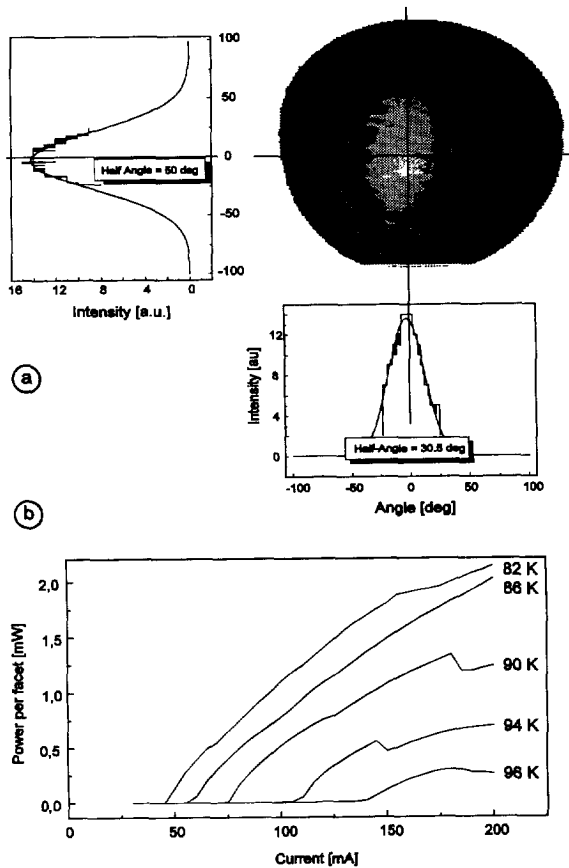 100
50
0
-50
-100
Half Angle = 50 deg
16 12 8 4 0
Intensity [a.u.]
12
8
4
0
Intensity [au]
Half-Angle = 30.5 deg
-100 -50 0 50 100
Angle [deg]
a
b
2,0
1,5
1,0
0,5
0,0
Power per facet [mW]
82 K
86 K
90 K
94 K
96 K
0 50 100 150 200
Current [mA]